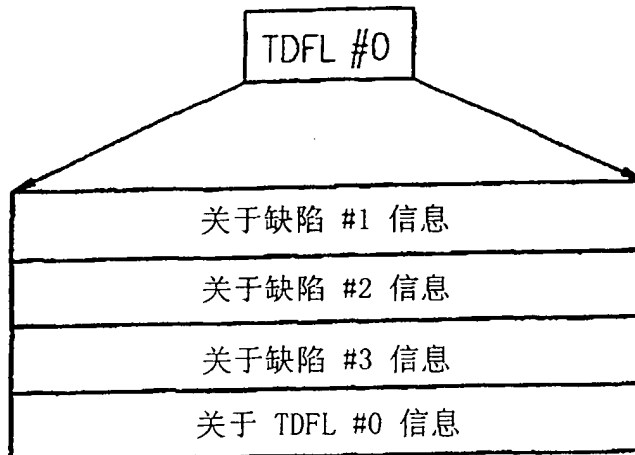 TDFL #0
关于缺陷 #1 信息
关于缺陷 #2 信息
关于缺陷 #3 信息
关于 TDFL #0 信息